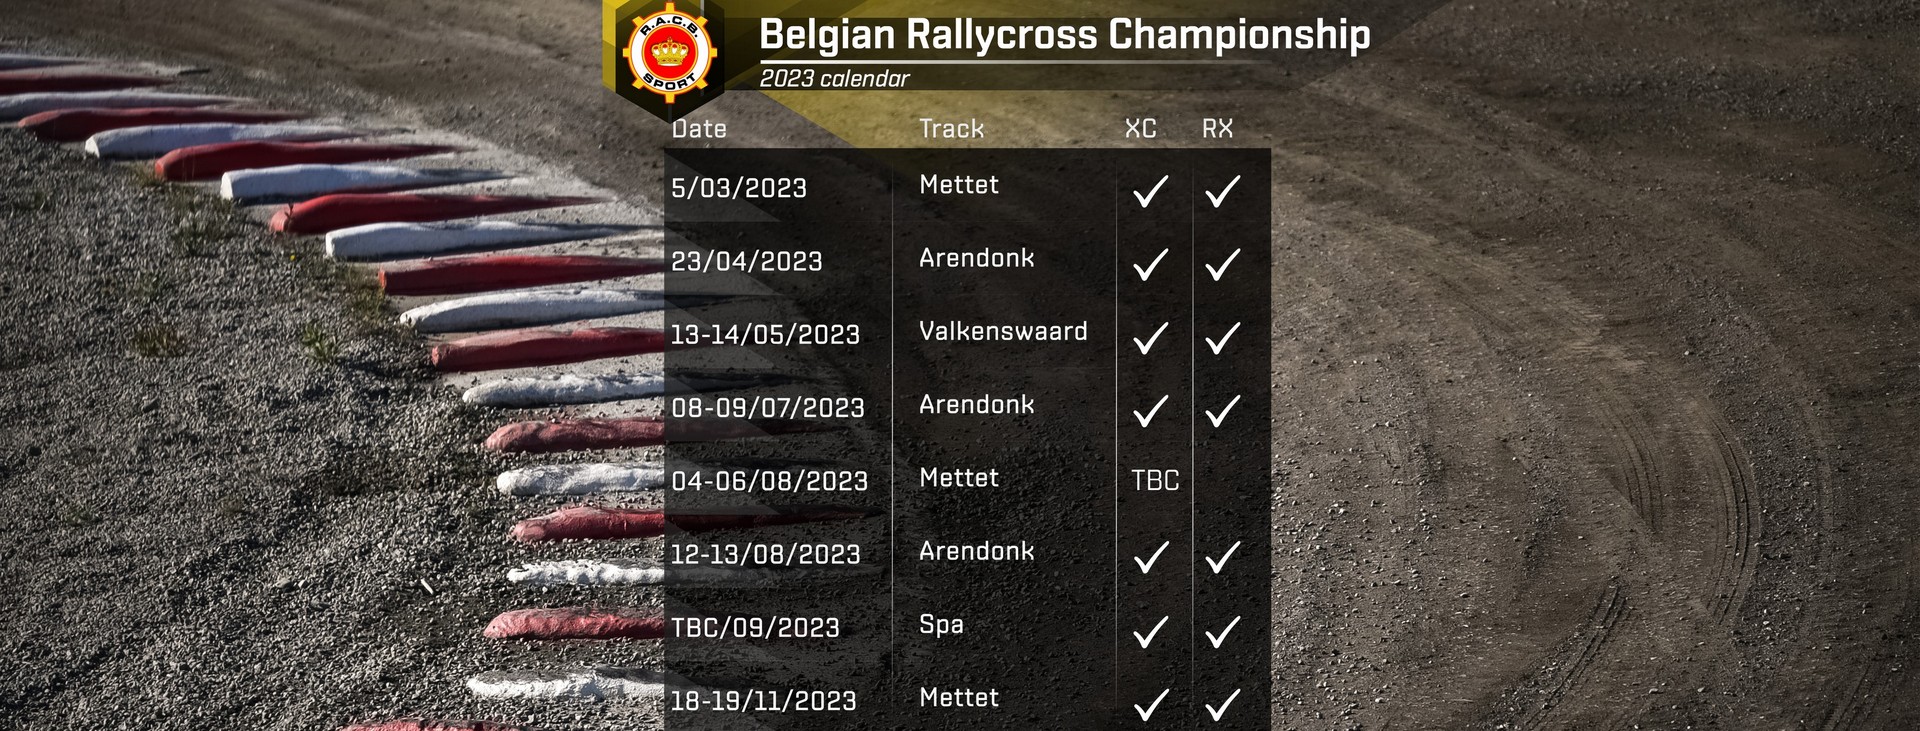 R.A.C.B.
SPORT
Belgian Rallycross Championship
2023 calendar
Date Track XC RX
5/03/2023 Mettet ✓ ✓
23/04/2023 Arendonk ✓ ✓
13-14/05/2023 Valkenswaard ✓ ✓
08-09/07/2023 Arendonk ✓ ✓
04-06/08/2023 Mettet TBC
12-13/08/2023 Arendonk ✓ ✓
TBC/09/2023 Spa ✓ ✓
18-19/11/2023 Mettet ✓ ✓